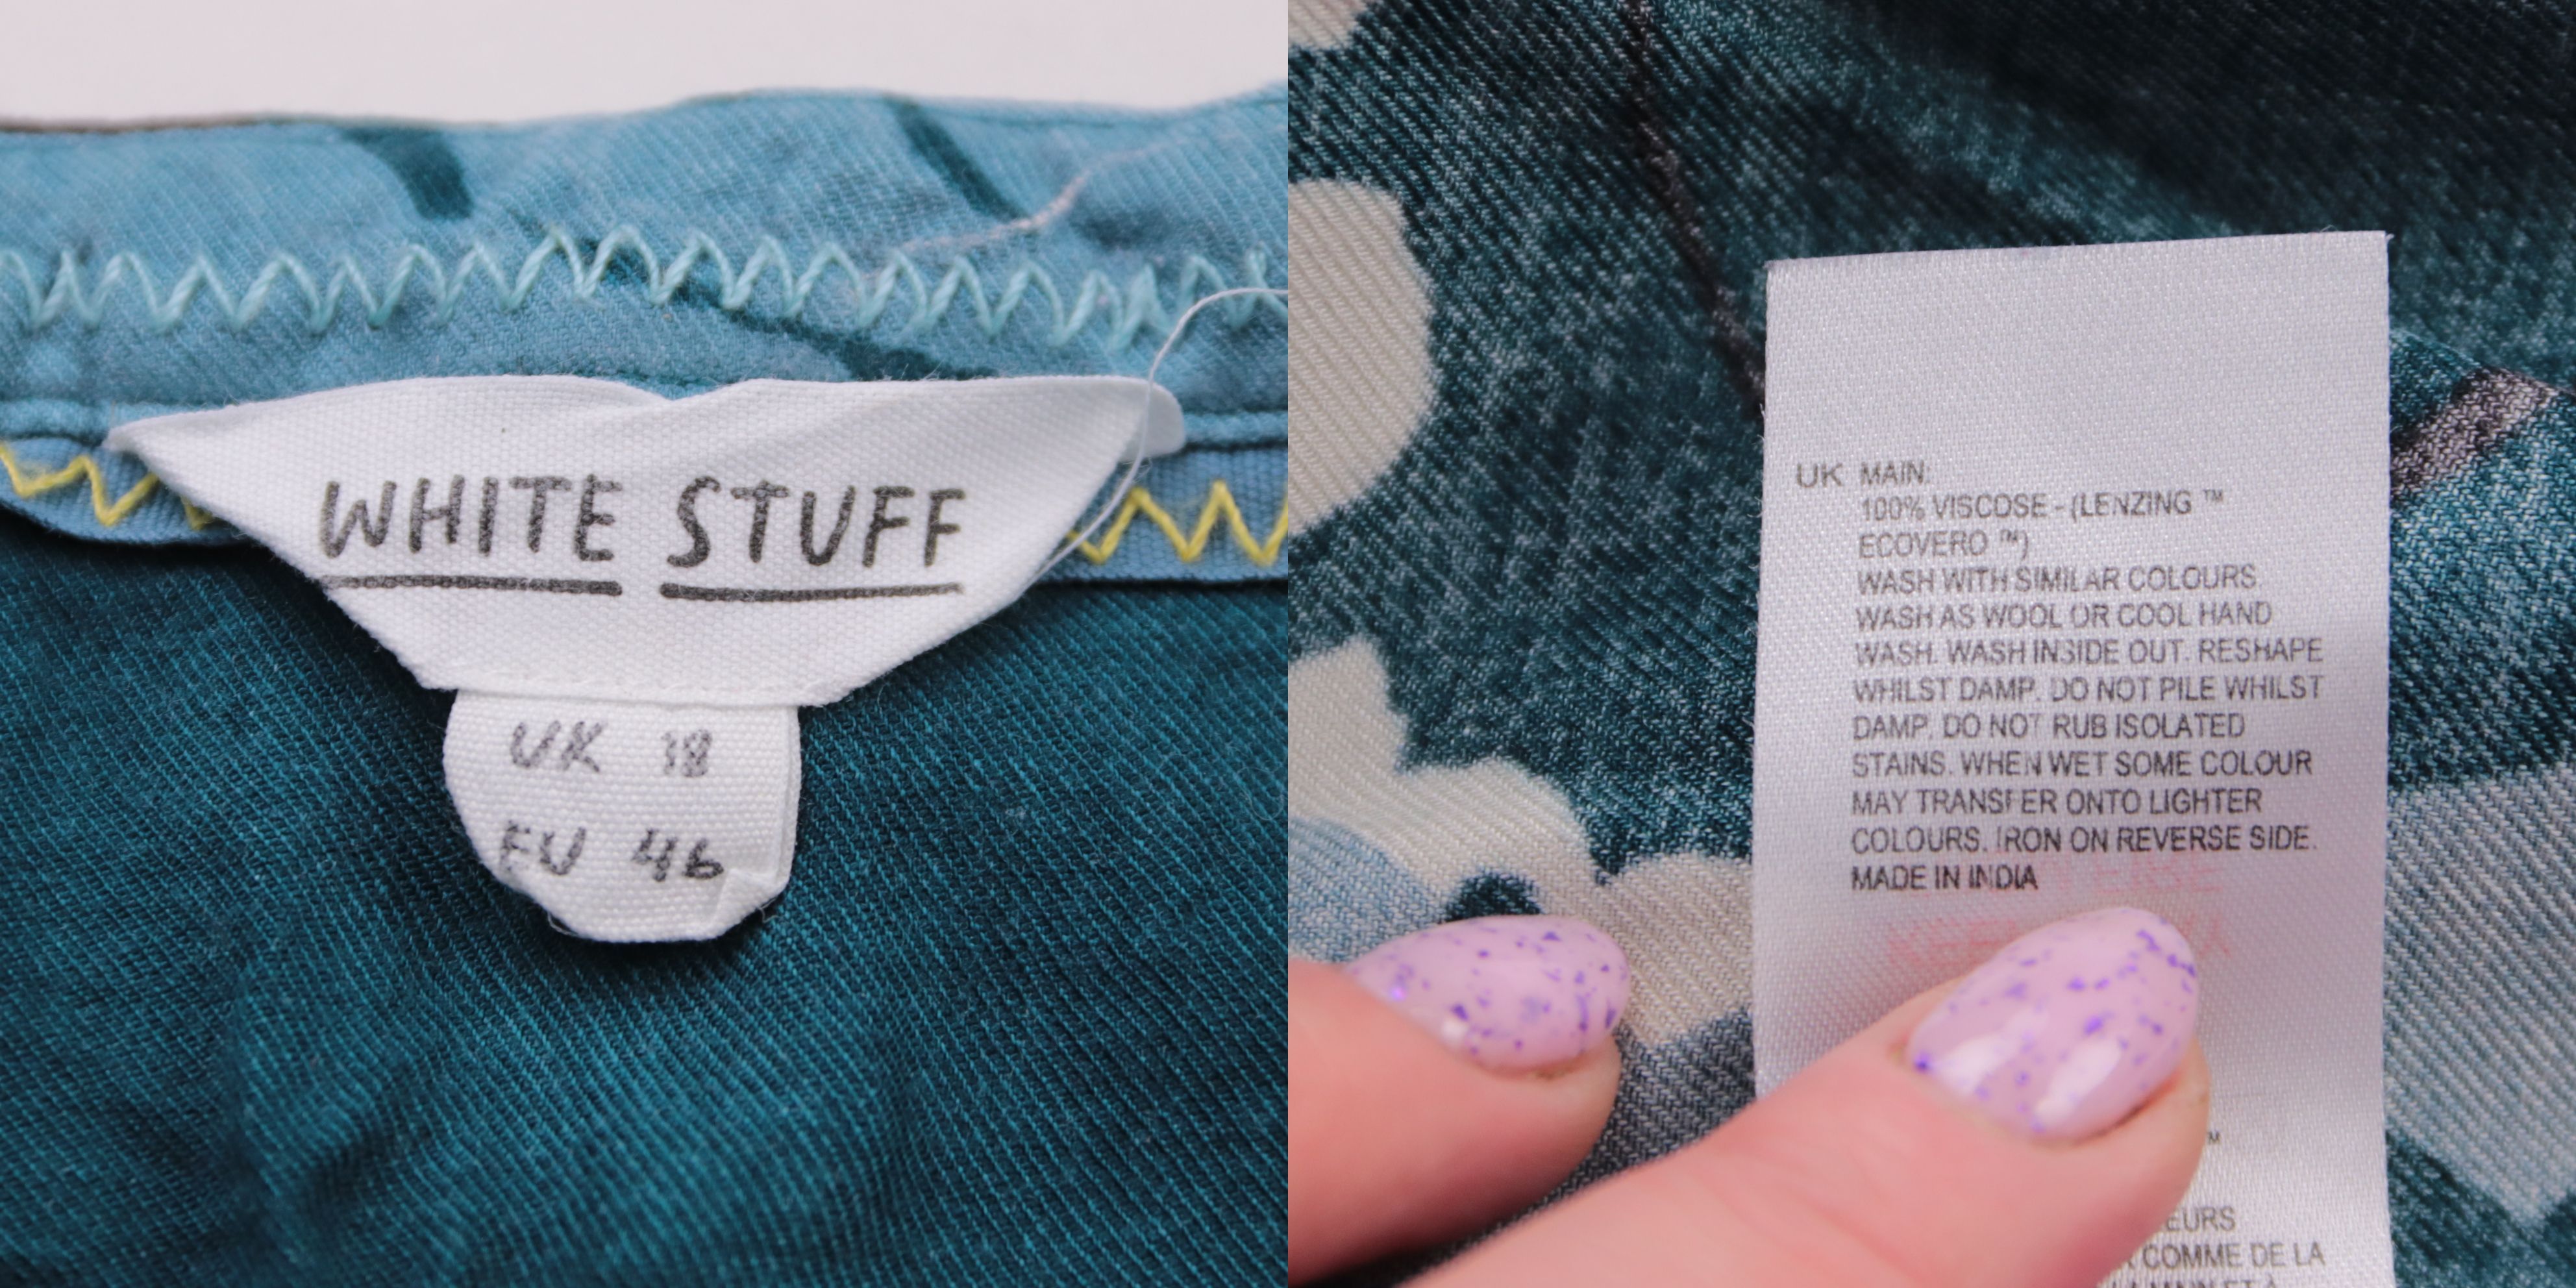 WHITE STUFF
UK 18
EU 46
UK MAIN:
100% VISCOSE - (LENZING ™
ECOVERO ™)
WASH WITH SIMILAR COLOURS.
WASH AS WOOL OR COOL HAND
WASH. WASH INSIDE OUT. RESHAPE
WHILST DAMP. DO NOT PILE WHILST
DAMP. DO NOT RUB ISOLATED
STAINS. WHEN WET SOME COLOUR
MAY TRANSFER ONTO LIGHTER
COLOURS. IRON ON REVERSE SIDE.
MADE IN INDIA
™
COMME DE LA